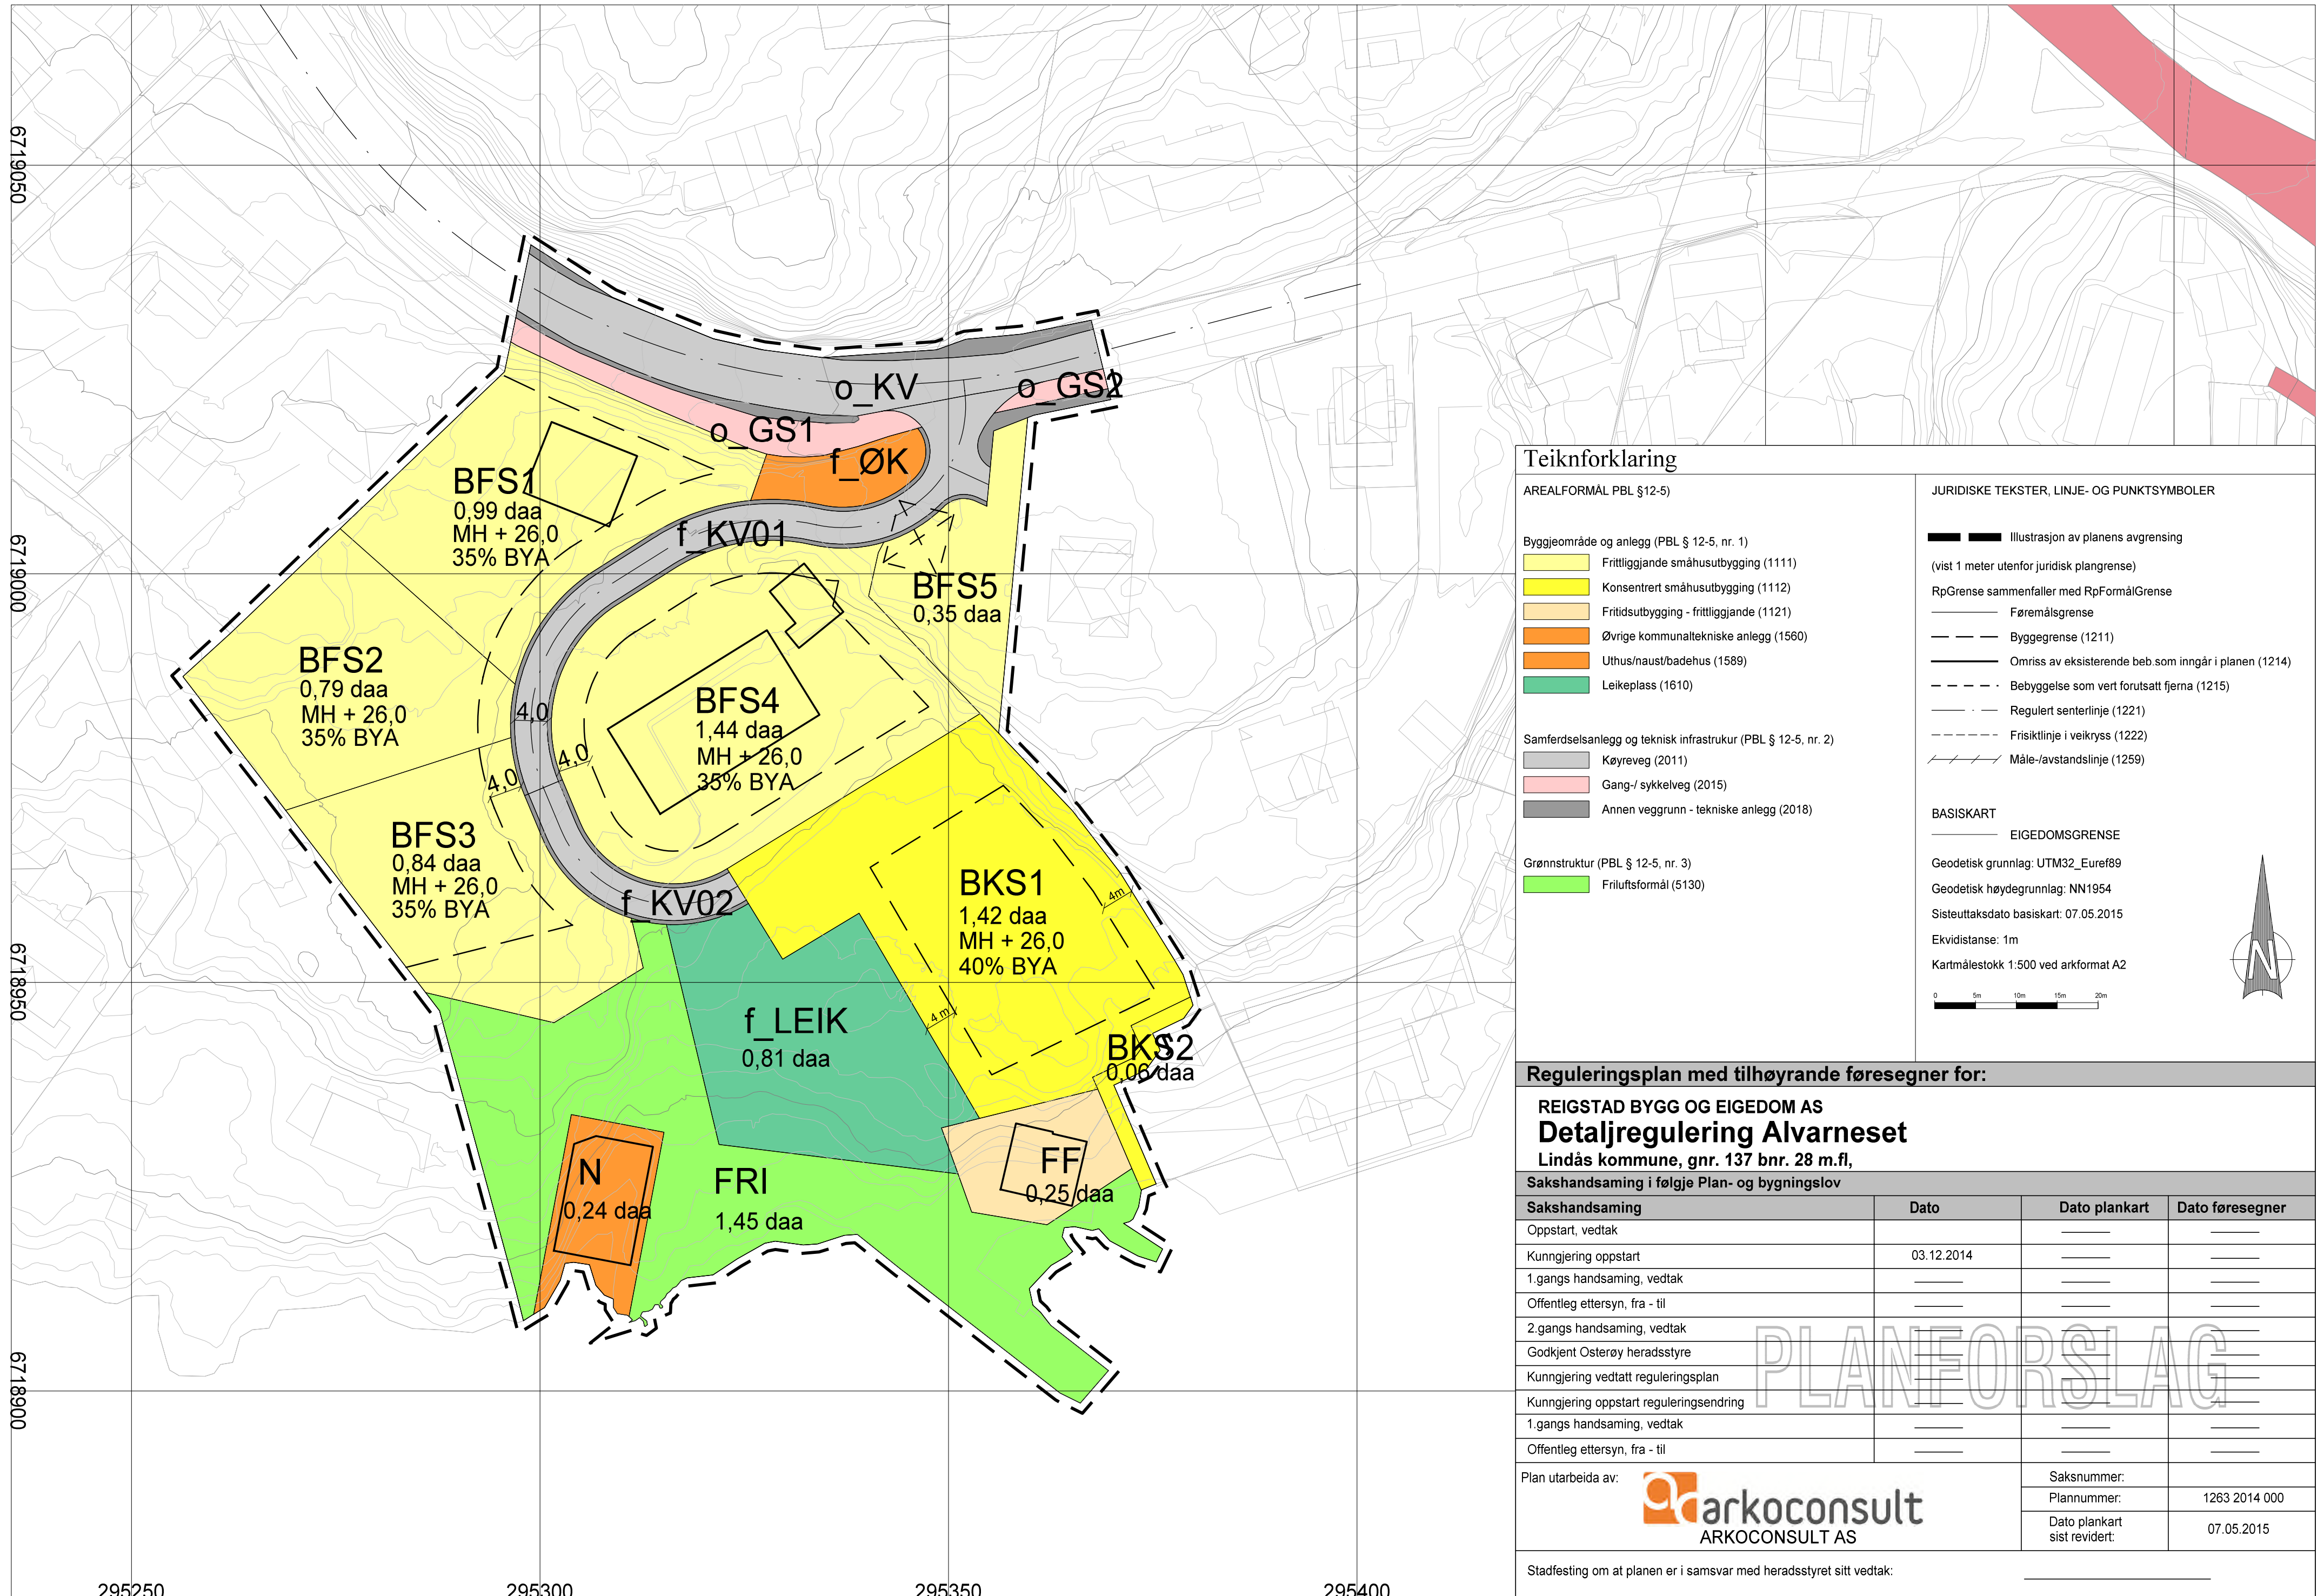 6719050
6719000
6718950
6718900
295250
295300
295350
295400
o_KV
o_GS2
o_GS1
f_ØK
BFS1
0,99 daa
MH + 26,0
35% BYA
f_KV01
BFS5
0,35 daa
BFS2
0,79 daa
MH + 26,0
35% BYA
4,0
4,0
4,0
BFS4
1,44 daa
MH + 26,0
35% BYA
BFS3
0,84 daa
MH + 26,0
35% BYA
f_KV02
BKS1
1,42 daa
MH + 26,0
40% BYA
4m
4 m
f_LEIK
0,81 daa
BKS2
0,06 daa
N
0,24 daa
FRI
1,45 daa
FF
0,25 daa
Teiknforklaring
AREALFORMÅL PBL §12-5)
Byggjeområde og anlegg (PBL § 12-5, nr. 1)
Frittliggjande småhusutbygging (1111)
Konsentrert småhusutbygging (1112)
Fritidsutbygging - frittliggjande (1121)
Øvrige kommunaltekniske anlegg (1560)
Uthus/naust/badehus (1589)
Leikeplass (1610)
Samferdselsanlegg og teknisk infrastrukur (PBL § 12-5, nr. 2)
Køyreveg (2011)
Gang-/ sykkelveg (2015)
Annen veggrunn - tekniske anlegg (2018)
Grønnstruktur (PBL § 12-5, nr. 3)
Friluftsformål (5130)
JURIDISKE TEKSTER, LINJE- OG PUNKTSYMBOLER
Illustrasjon av planens avgrensing
(vist 1 meter utenfor juridisk plangrense)
RpGrense sammenfaller med RpFormålGrense
Føremålsgrense
Byggegrense (1211)
Omriss av eksisterende beb.som inngår i planen (1214)
Bebyggelse som vert forutsatt fjerna (1215)
Regulert senterlinje (1221)
Frisiktlinje i veikryss (1222)
Måle-/avstandslinje (1259)
BASISKART
EIGEDOMSGRENSE
Geodetisk grunnlag: UTM32_Euref89
Geodetisk høydegrunnlag: NN1954
Sisteuttaksdato basiskart: 07.05.2015
Ekvidistanse: 1m
Kartmålestokk 1:500 ved arkformat A2
0 5m 10m 15m 20m
N
Reguleringsplan med tilhøyrande føresegner for:
REIGSTAD BYGG OG EIGEDOM AS
Detaljregulering Alvarneset
Lindås kommune, gnr. 137 bnr. 28 m.fl,
Sakshandsaming i følgje Plan- og bygningslov
Sakshandsaming Dato Dato plankart Dato føresegner
Oppstart, vedtak
Kunngjering oppstart 03.12.2014
1.gangs handsaming, vedtak
Offentleg ettersyn, fra - til
2.gangs handsaming, vedtak
Godkjent Osterøy heradsstyre
Kunngjering vedtatt reguleringsplan
Kunngjering oppstart reguleringsendring
1.gangs handsaming, vedtak
Offentleg ettersyn, fra - til
PLANFORSLAG
Plan utarbeida av:
arkoconsult
ARKOCONSULT AS
Saksnummer:
Plannummer: 1263 2014 000
Dato plankart
sist revidert: 07.05.2015
Stadfesting om at planen er i samsvar med heradsstyret sitt vedtak: